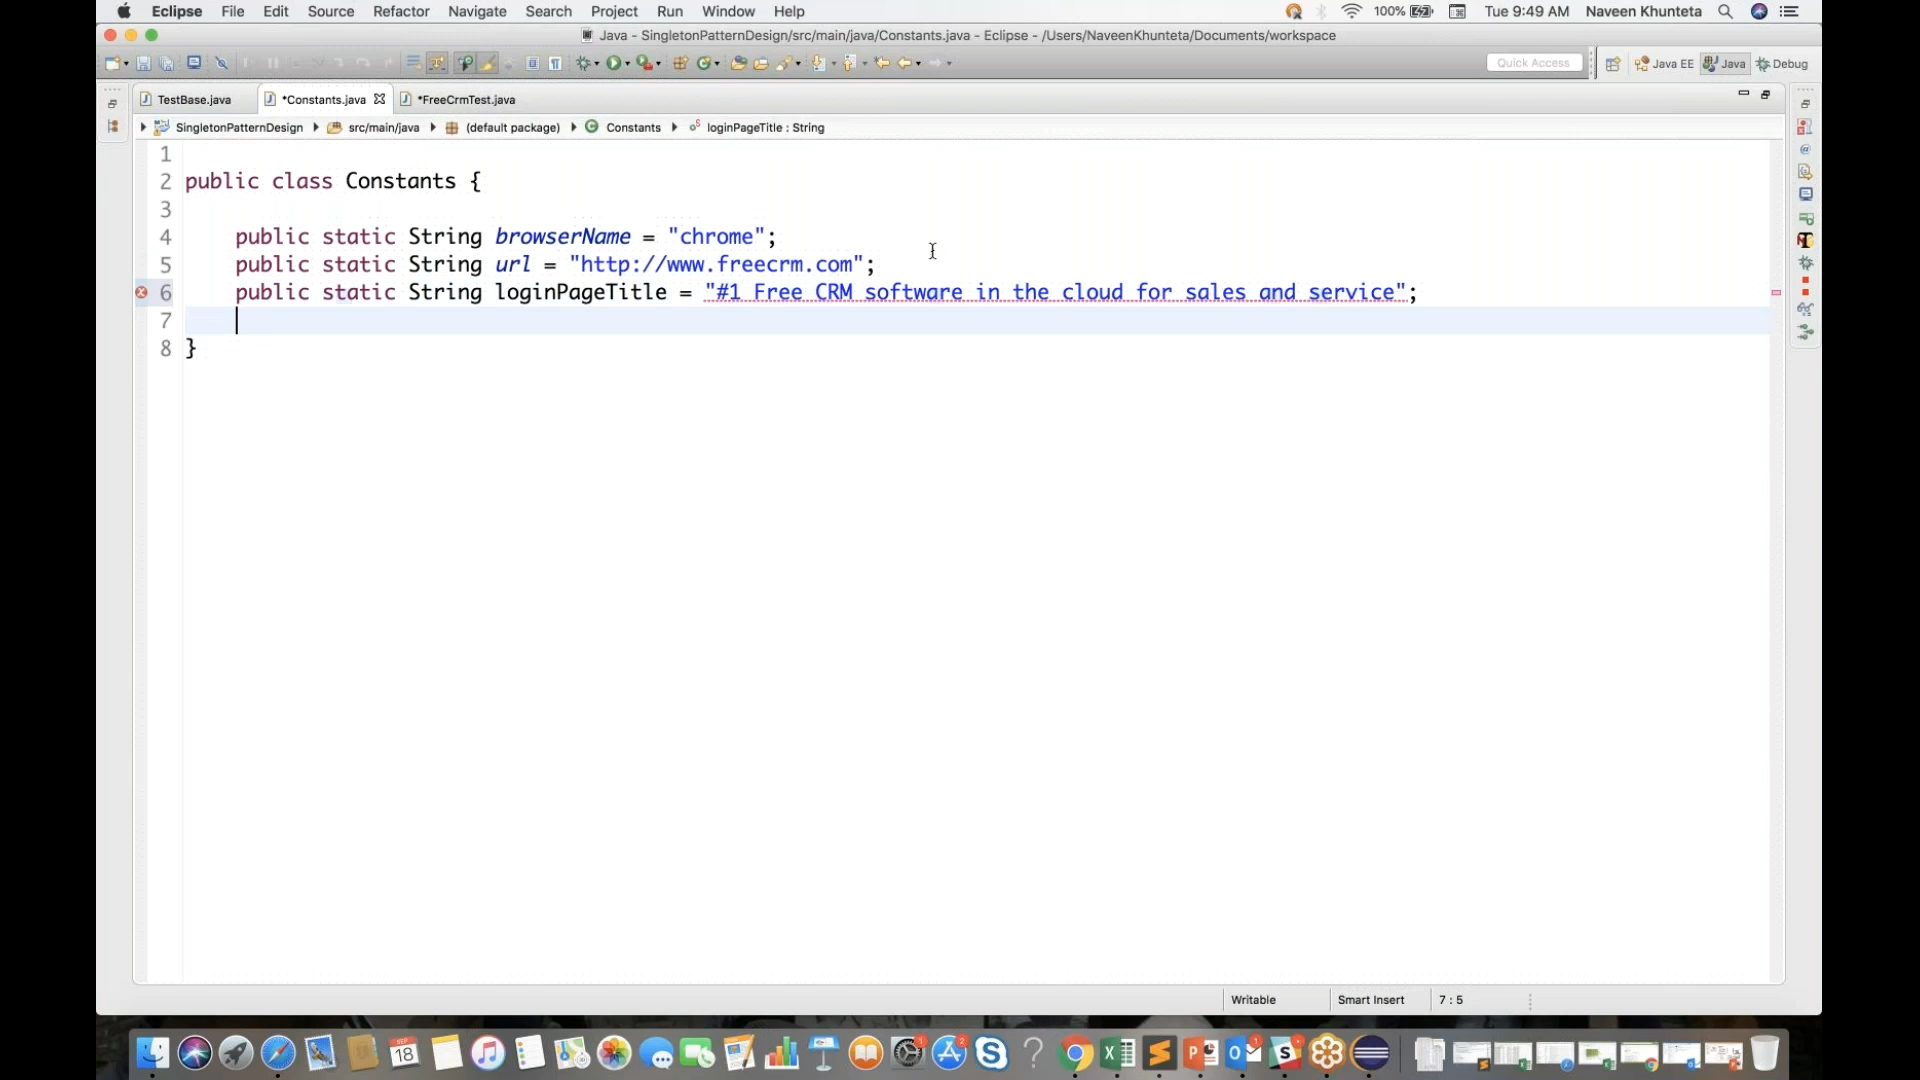 Eclipse File Edit Source Refactor Navigate Search Project Run Window Help 100% Tue 9:49 AM Naveen Khunteta
Java - SingletonPatternDesign/src/main/java/Constants.java - Eclipse - /Users/NaveenKhunteta/Documents/workspace
Quick Access Java EE Java Debug
TestBase.java *Constants.java *FreeCrmTest.java
SingletonPatternDesign src/main/java (default package) Constants loginPageTitle : String
1
2 public class Constants {
3
4 public static String browserName = "chrome";
5 public static String url = "http://www.freecrm.com";
6 public static String loginPageTitle = "#1 Free CRM software in the cloud for sales and service";
7
8 }
Writable Smart Insert 7 : 5
SEP
18